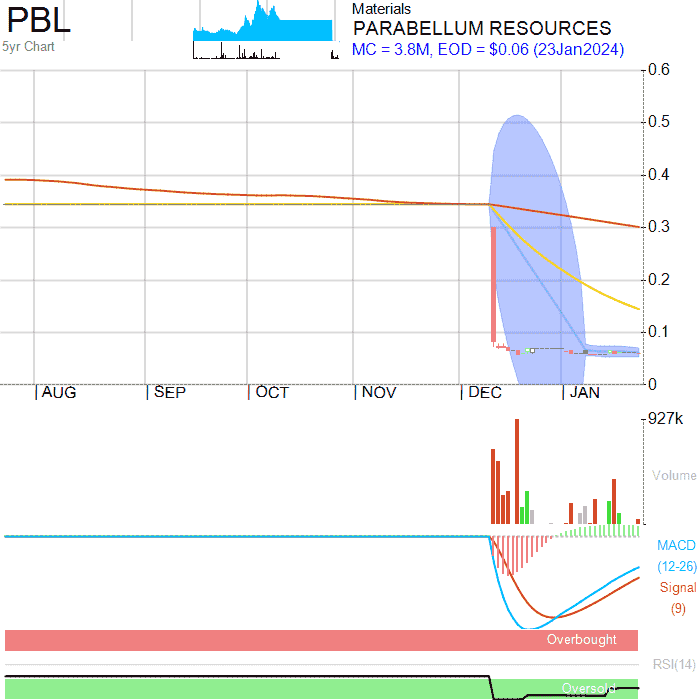 PBL
5yr Chart
Materials
PARABELLUM RESOURCES
MC = 3.8M, EOD = $0.06 (23Jan2024)
0.6
0.5
0.4
0.3
0.2
0.1
0
AUG SEP OCT NOV DEC JAN
927k
Volume
MACD
(12-26)
Signal
(9)
Overbought
RSI(14)
Oversold